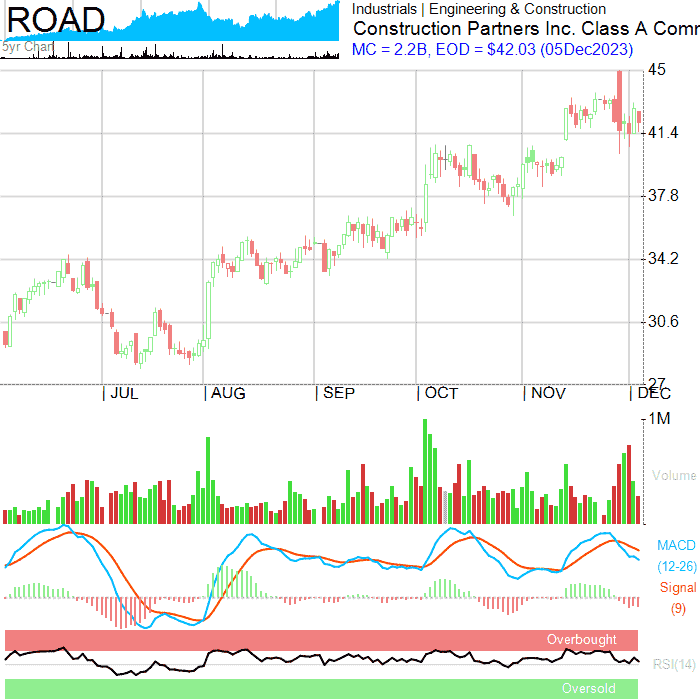 ROAD
5yr Chart
Industrials | Engineering & Construction
Construction Partners Inc. Class A Comm
MC = 2.2B, EOD = $42.03 (05Dec2023)
45
41.4
37.8
34.2
30.6
27
| JUL | AUG | SEP | OCT | NOV | DEC
1M
Volume
MACD
(12-26)
Signal
(9)
Overbought
RSI(14)
Oversold